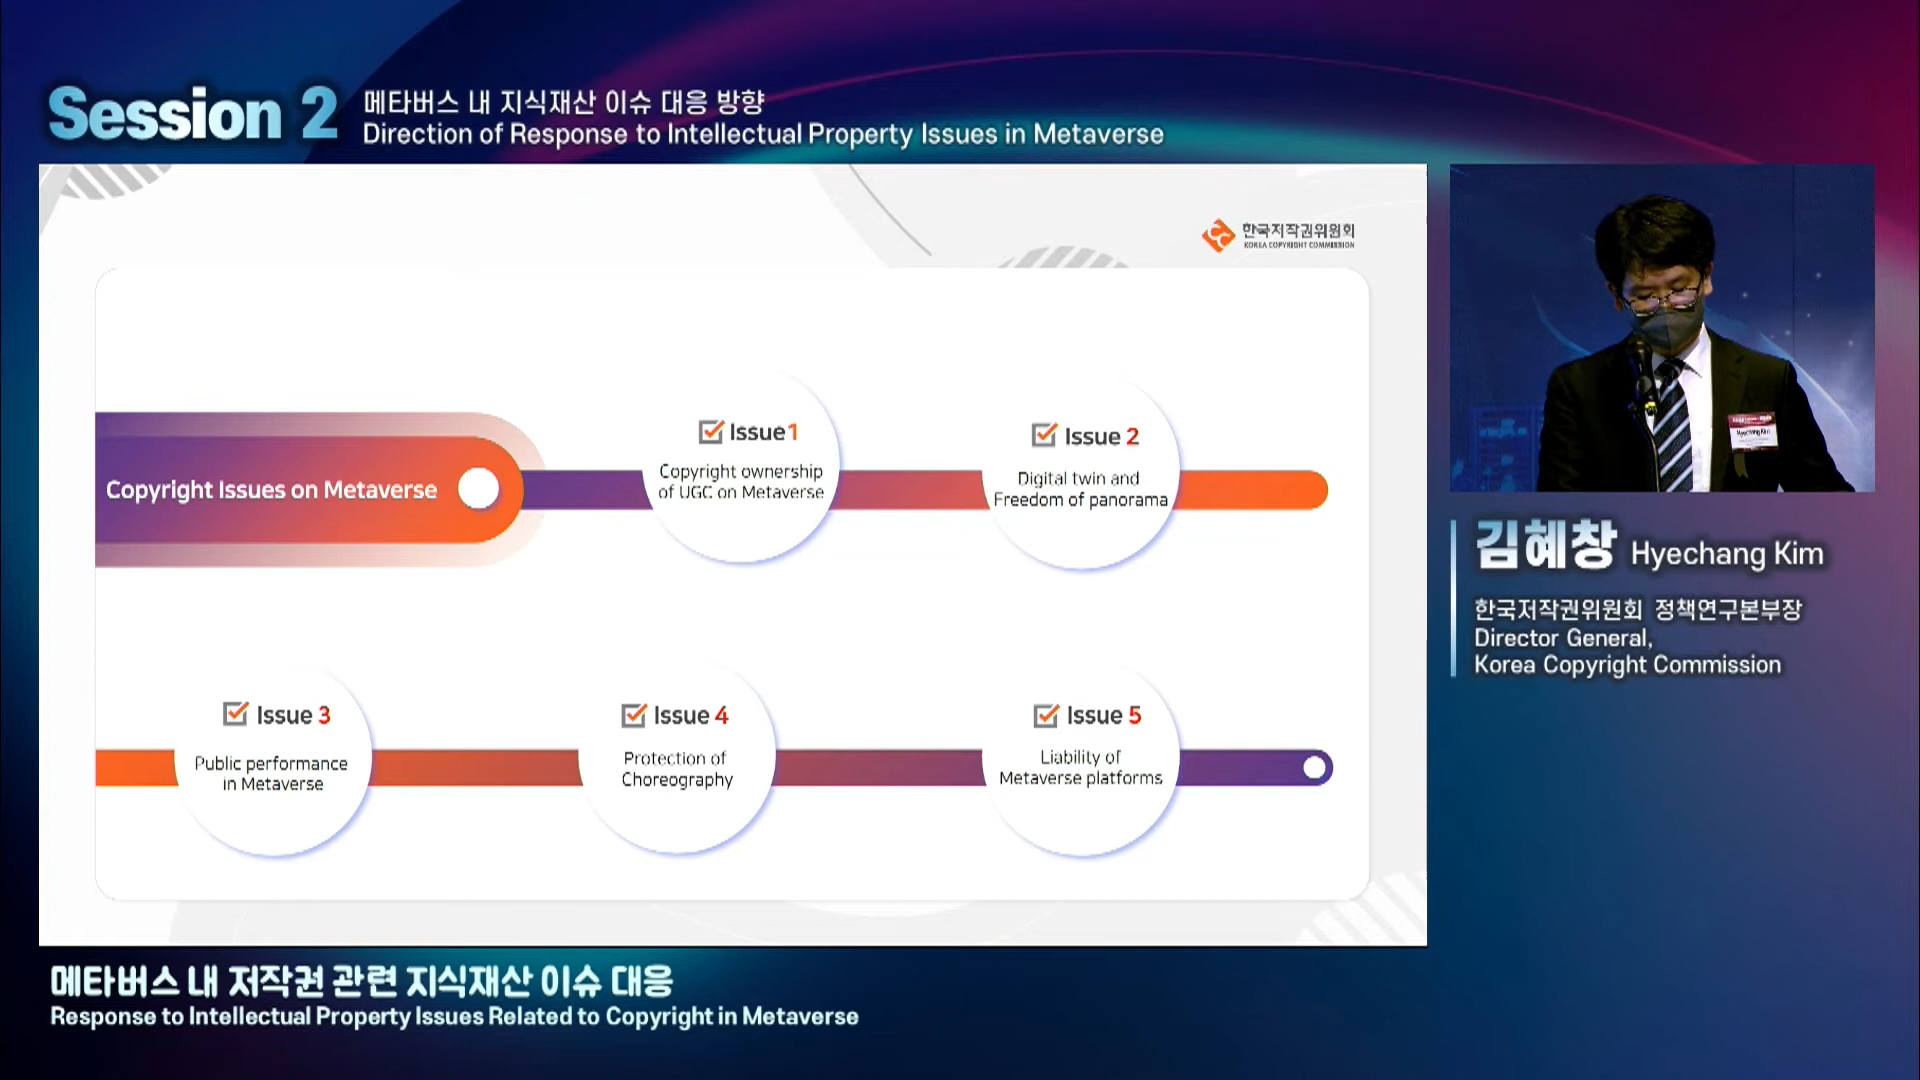 Session 2
메타버스 내 지식재산 이슈 대응 방향
Direction of Response to Intellectual Property Issues in Metaverse
한국저작권위원회
KOREA COPYRIGHT COMMISSION
Copyright Issues on Metaverse
Issue1
Copyright ownership
of UGC on Metaverse
Issue 2
Digital twin and
Freedom of panorama
Issue 3
Public performance
in Metaverse
Issue 4
Protection of
Choreography
Issue 5
Liability of
Metaverse platforms
Hyechang Kim
김혜창 Hyechang Kim
한국저작권위원회 정책연구본부장
Director General,
Korea Copyright Commission
메타버스 내 저작권 관련 지식재산 이슈 대응
Response to Intellectual Property Issues Related to Copyright in Metaverse